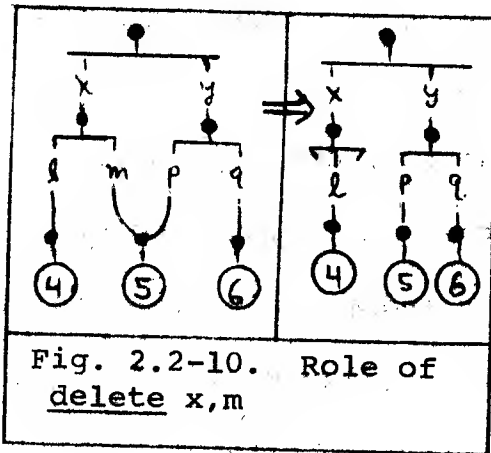 x y x y
l m p q l p q
4 5 6 4 5 6
Fig. 2.2-10. Role of
delete x,m